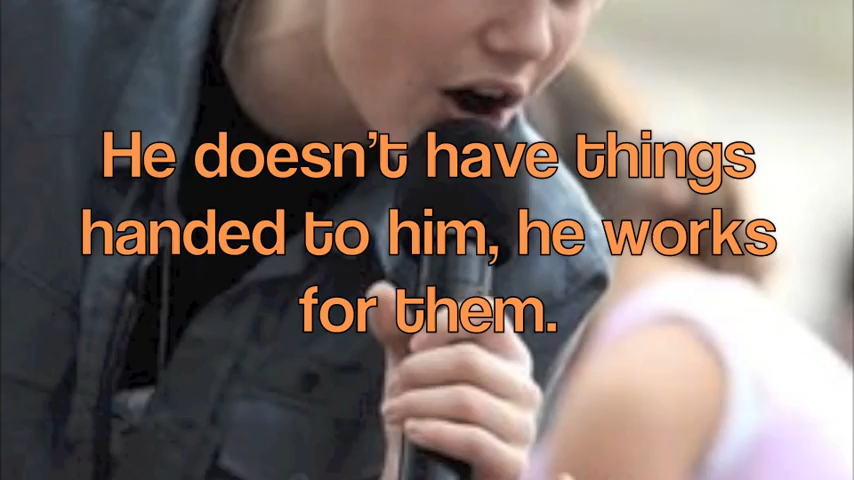 He doesn’t have things
handed to him, he works
for them.